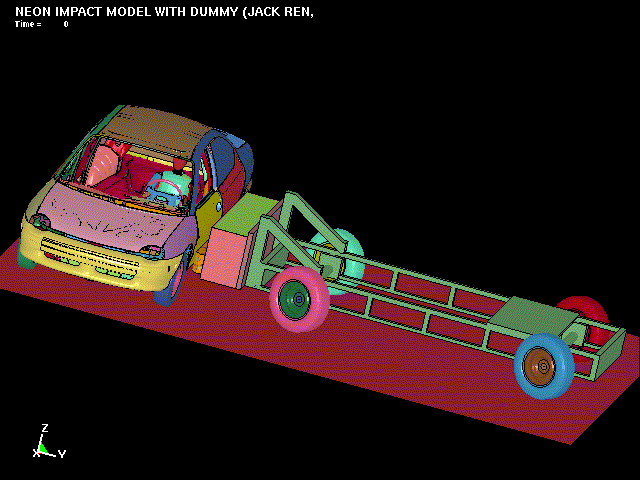 NEON IMPACT MODEL WITH DUMMY (JACK REN,
Time = 0
Z
X Y